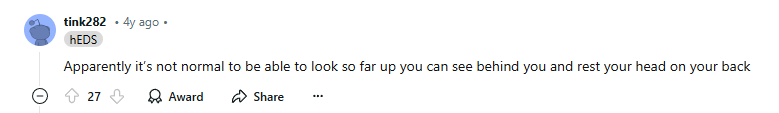 tink282 • 4y ago •
hEDS
Apparently it's not normal to be able to look so far up you can see behind you and rest your head on your back
27 Award Share ...